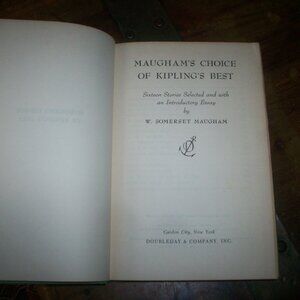 MAUGHAM'S CHOICE
OF KIPLING'S BEST
Sixteen Stories Selected and with
an Introductory Essay
by
W. SOMERSET MAUGHAM
Garden City, New York
DOUBLEDAY & COMPANY, INC.